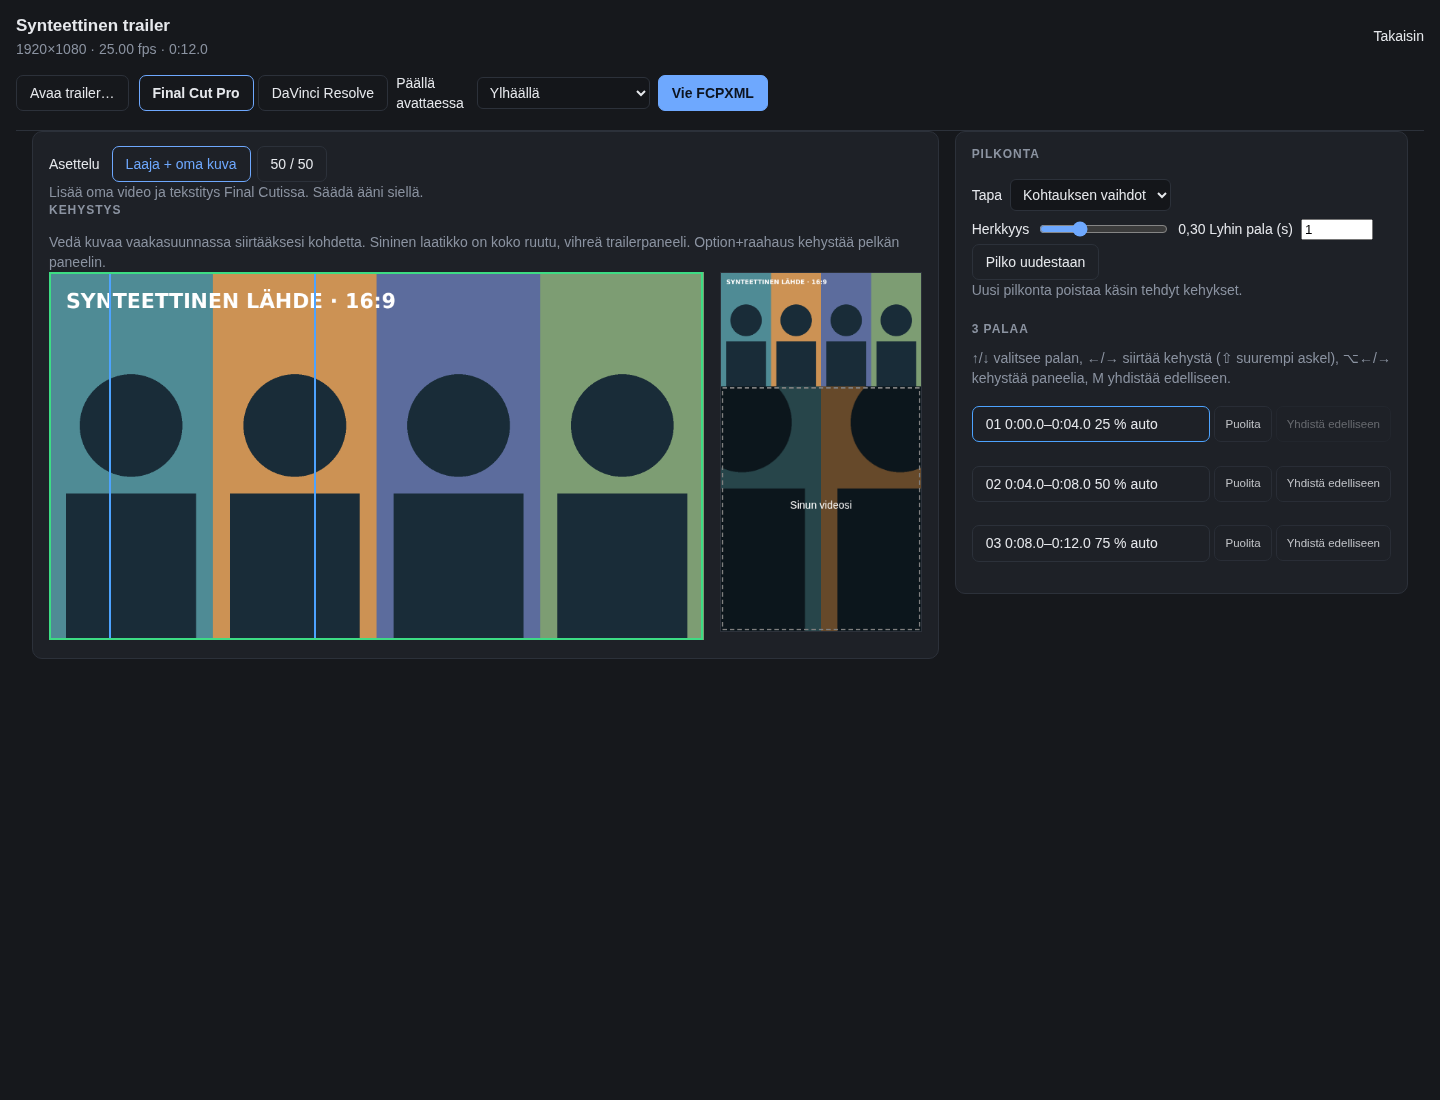 Synteettinen trailer
1920×1080 · 25.00 fps · 0:12.0
Takaisin
Avaa trailer…
Final Cut Pro
DaVinci Resolve
Päällä
avattaessa
Ylhäällä
Vie FCPXML
Asettelu
Laaja + oma kuva
50 / 50
Lisää oma video ja tekstitys Final Cutissa. Säädä ääni siellä.
KEHYSTYS
Vedä kuvaa vaakasuunnassa siirtääksesi kohdetta. Sininen laatikko on koko ruutu, vihreä trailerpaneeli. Option+raahaus kehystää pelkän
paneelin.
SYNTEETTINEN LÄHDE · 16:9
SYNTEETTINEN LÄHDE · 16:9
Sinun videosi
PILKONTA
Tapa
Kohtauksen vaihdot
Herkkyys
0,30 Lyhin pala (s)
1
Pilko uudestaan
Uusi pilkonta poistaa käsin tehdyt kehykset.
3 PALAA
↑/↓ valitsee palan, ←/→ siirtää kehystä (⇧ suurempi askel), ⌥←/→
kehystää paneelia, M yhdistää edelliseen.
01 0:00.0–0:04.0 25 % auto
Puolita
Yhdistä edelliseen
02 0:04.0–0:08.0 50 % auto
Puolita
Yhdistä edelliseen
03 0:08.0–0:12.0 75 % auto
Puolita
Yhdistä edelliseen